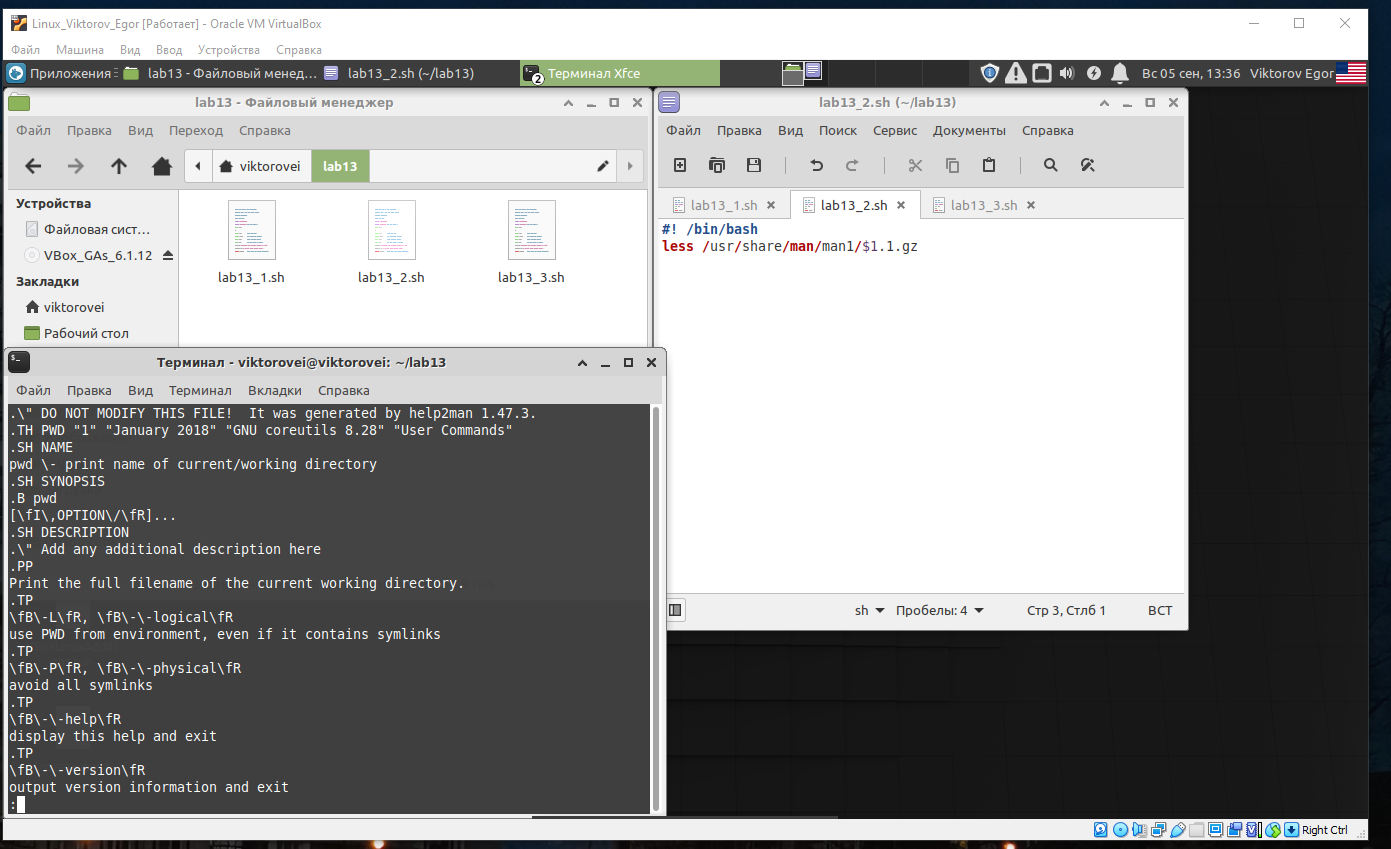 Linux_Viktorov_Egor [Работает] - Oracle VM VirtualBox
Файл Машина Вид Ввод Устройства Справка
Приложения lab13 - Файловый менед... lab13_2.sh (~/lab13) 2 Терминал Xfce Вс 05 сен, 13:36 Viktorov Egor
lab13 - Файловый менеджер
Файл Правка Вид Переход Справка
viktorovei lab13
Устройства
Файловая сист...
VBox_GAs_6.1.12
Закладки
viktorovei
Рабочий стол
lab13_1.sh lab13_2.sh lab13_3.sh
lab13_2.sh (~/lab13)
Файл Правка Вид Поиск Сервис Документы Справка
lab13_1.sh lab13_2.sh lab13_3.sh
#! /bin/bash
less /usr/share/man/man1/$1.1.gz
sh Пробелы: 4 Стр 3, Стлб 1 ВСТ
Терминал - viktorovei@viktorovei: ~/lab13
Файл Правка Вид Терминал Вкладки Справка
.\" DO NOT MODIFY THIS FILE!  It was generated by help2man 1.47.3.
.TH PWD "1" "January 2018" "GNU coreutils 8.28" "User Commands"
.SH NAME
pwd \- print name of current/working directory
.SH SYNOPSIS
.B pwd
[\fI\,OPTION\/\fR]...
.SH DESCRIPTION
.\" Add any additional description here
.PP
Print the full filename of the current working directory.
.TP
\fB\-L\fR, \fB\-\-logical\fR
use PWD from environment, even if it contains symlinks
.TP
\fB\-P\fR, \fB\-\-physical\fR
avoid all symlinks
.TP
\fB\-\-help\fR
display this help and exit
.TP
\fB\-\-version\fR
output version information and exit
:
Right Ctrl